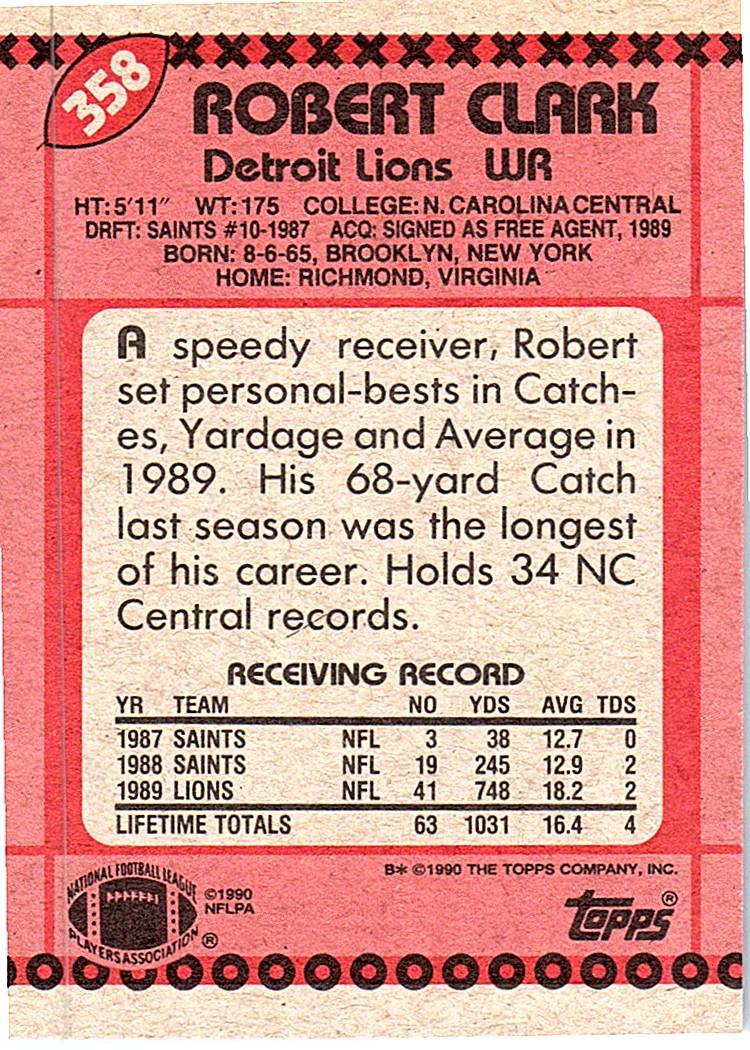 358
ROBERT CLARK
Detroit Lions WR
HT: 5'11" WT: 175 COLLEGE: N. CAROLINA CENTRAL
DRFT: SAINTS #10-1987 ACQ: SIGNED AS FREE AGENT, 1989
BORN: 8-6-65, BROOKLYN, NEW YORK
HOME: RICHMOND, VIRGINIA
A speedy receiver, Robert
set personal-bests in Catch-
es, Yardage and Average in
1989. His 68-yard Catch
last season was the longest
of his career. Holds 34 NC
Central records.
RECEIVING RECORD
YR TEAM NO YDS AVG TDS
1987 SAINTS NFL 3 38 12.7 0
1988 SAINTS NFL 19 245 12.9 2
1989 LIONS NFL 41 748 18.2 2
LIFETIME TOTALS 63 1031 16.4 4
B* ©1990 THE TOPPS COMPANY, INC.
NATIONAL FOOTBALL LEAGUE
PLAYERS ASSOCIATION ®
©1990
NFLPA
topps ®